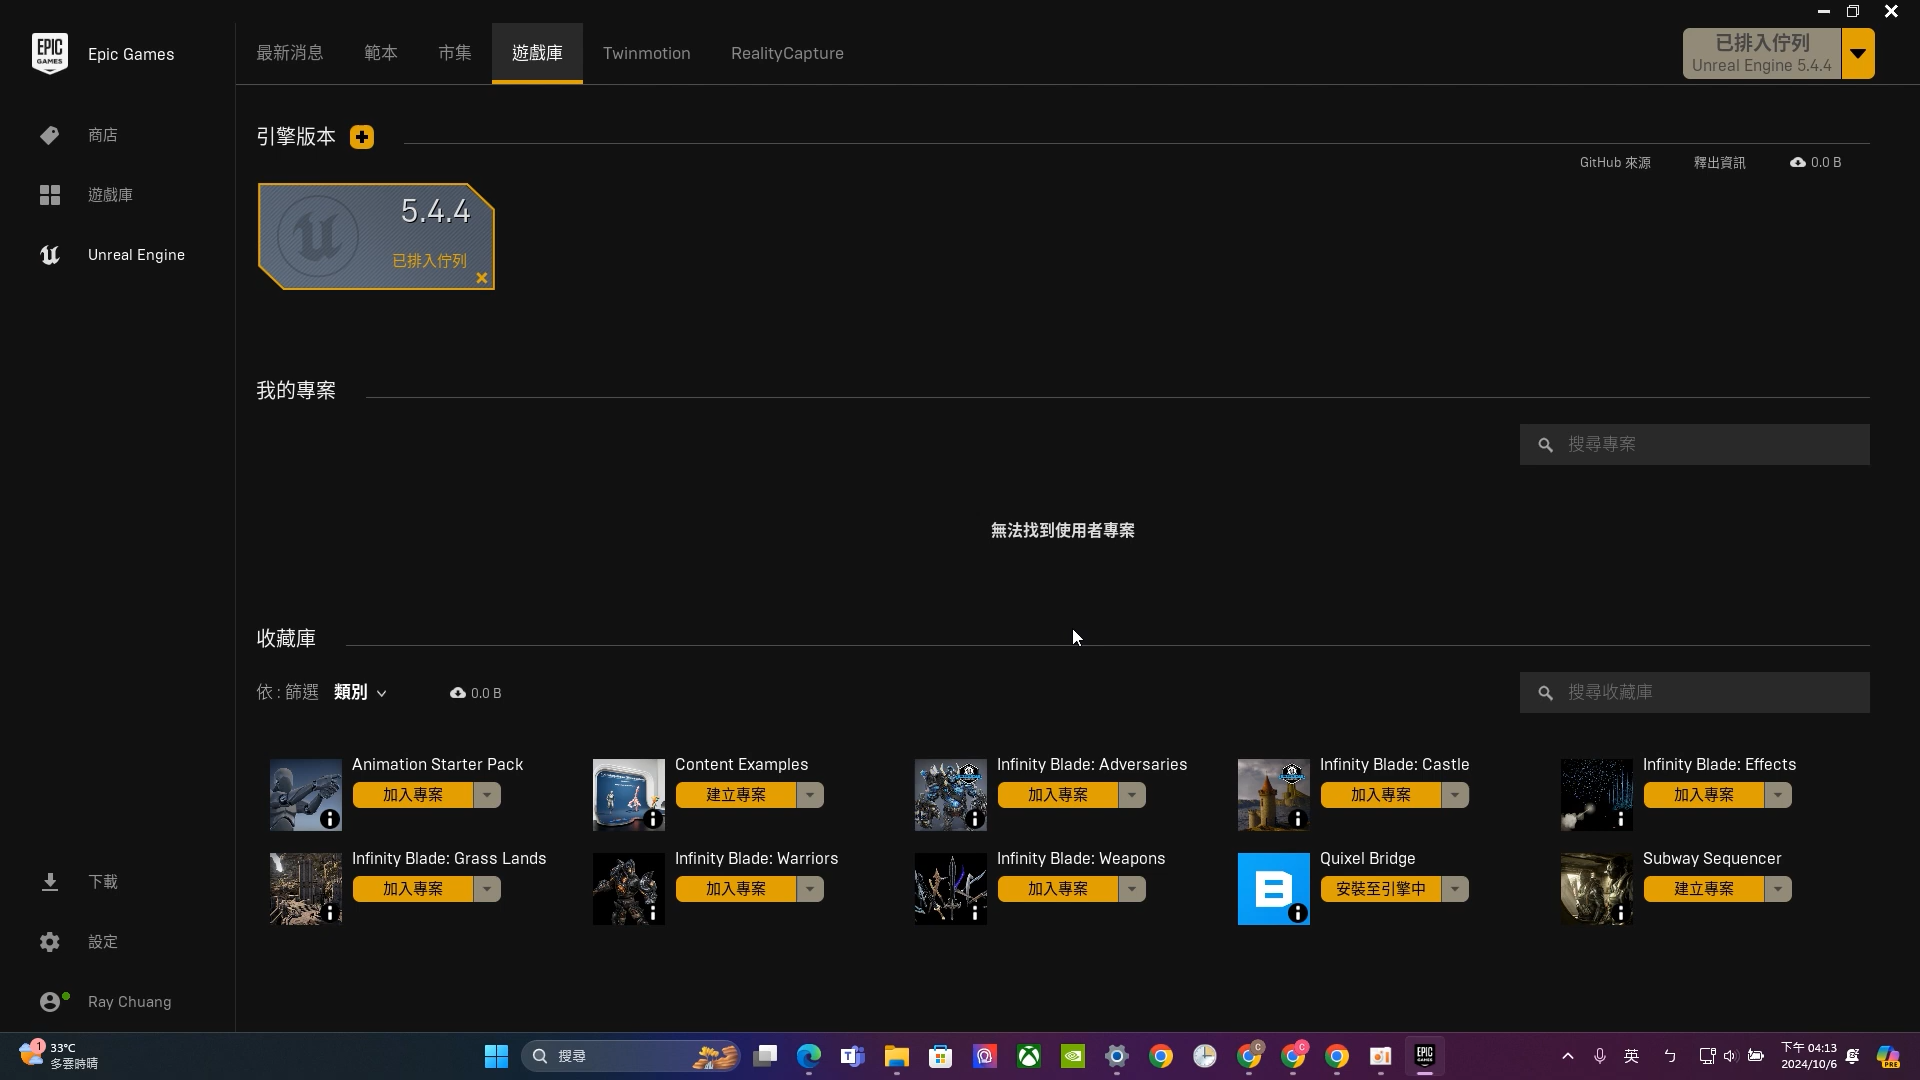 EPIC GAMES
Epic Games
商店
遊戲庫
Unreal Engine
下載
設定
Ray Chuang
最新消息 範本 市集 遊戲庫 Twinmotion RealityCapture
已排入佇列
Unreal Engine 5.4.4
引擎版本
GitHub 來源 釋出資訊 0.0 B
5.4.4
已排入佇列
我的專案
搜尋專案
無法找到使用者專案
收藏庫
依 : 篩選 類別 0.0 B
搜尋收藏庫
Animation Starter Pack
加入專案
Content Examples
建立專案
Infinity Blade: Adversaries
加入專案
Infinity Blade: Castle
加入專案
Infinity Blade: Effects
加入專案
Infinity Blade: Grass Lands
加入專案
Infinity Blade: Warriors
加入專案
Infinity Blade: Weapons
加入專案
Quixel Bridge
安裝至引擎中
Subway Sequencer
建立專案
1
33°C
多雲時晴
搜尋
英
ㄅ
下午 04:13
2024/10/6
PRE